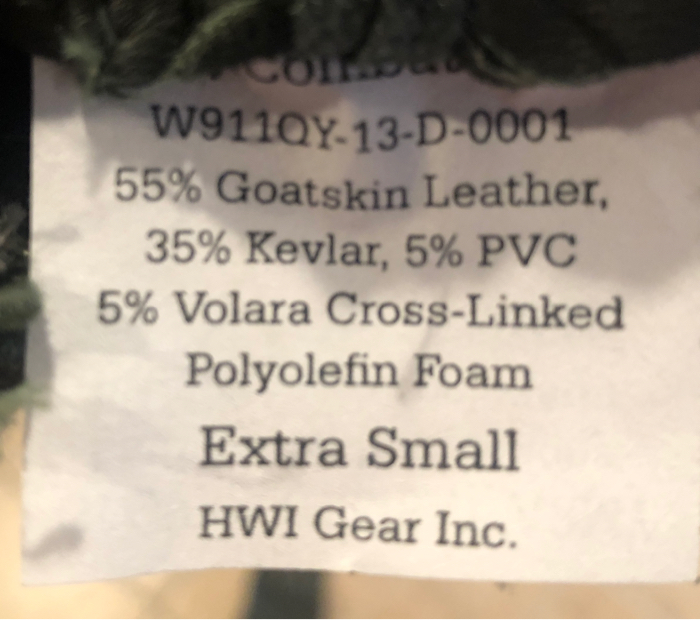 W911QY-13-D-0001
55% Goatskin Leather,
35% Kevlar, 5% PVC
5% Volara Cross-Linked
Polyolefin Foam
Extra Small
HWI Gear Inc.